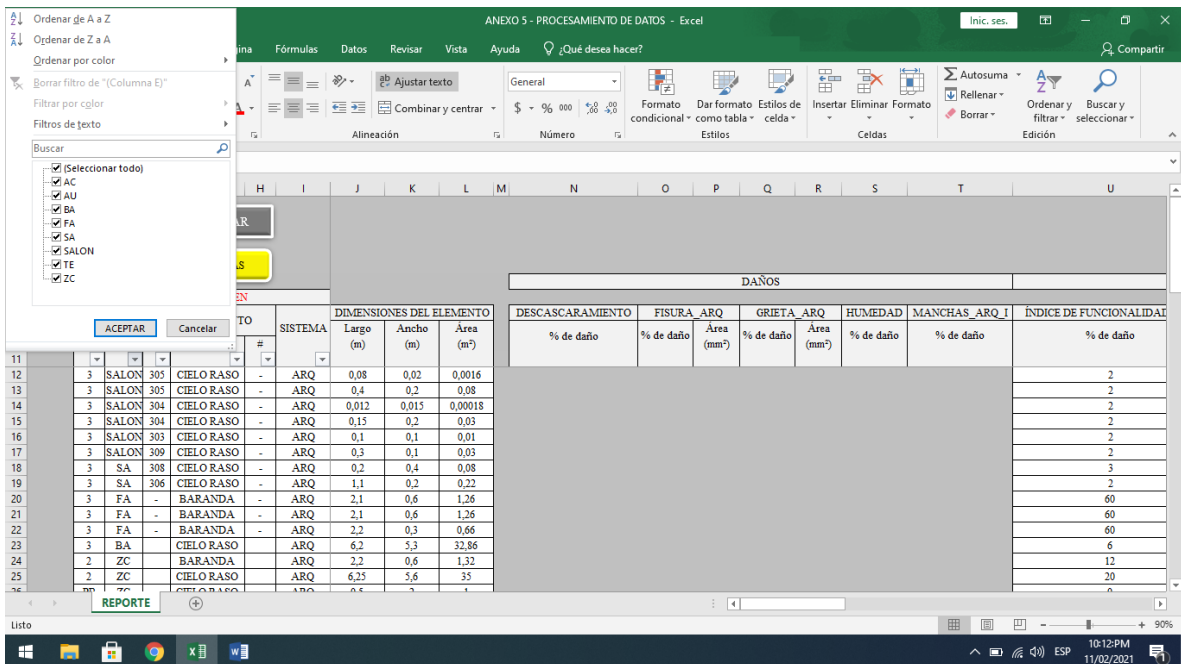 ANEXO 5 - PROCESAMIENTO DE DATOS - Excel
Inic. ses.
Fórmulas Datos Revisar Vista Ayuda ¿Qué desea hacer? Compartir
Ordenar de A a Z
Ordenar de Z a A
Ordenar por color
Borrar filtro de "(Columna E)"
Filtrar por color
Filtros de texto
Buscar
(Seleccionar todo)
AC
AU
BA
FA
SA
SALON
TE
ZC
ACEPTAR Cancelar
Ajustar texto
Combinar y centrar
Alineación
General
$ % 000
Número
Formato condicional
Dar formato como tabla
Estilos de celda
Estilos
Insertar Eliminar Formato
Celdas
Autosuma
Rellenar
Borrar
Ordenar y filtrar
Buscar y seleccionar
Edición
H I J K L M N O P Q R S T U
DAÑOS
SISTEMA
DIMENSIONES DEL ELEMENTO DESCASCARAMIENTO FISURA_ARQ GRIETA_ARQ HUMEDAD MANCHAS_ARQ_I ÍNDICE DE FUNCIONALIDAD
# Largo (m) Ancho (m) Área (m²) % de daño % de daño Área (mm²) % de daño Área (mm²) % de daño % de daño % de daño
11
12 3 SALON 305 CIELO RASO - ARQ 0,08 0,02 0,0016 2
13 3 SALON 305 CIELO RASO - ARQ 0,4 0,2 0,08 2
14 3 SALON 304 CIELO RASO - ARQ 0,012 0,015 0,00018 2
15 3 SALON 304 CIELO RASO - ARQ 0,15 0,2 0,03 2
16 3 SALON 303 CIELO RASO - ARQ 0,1 0,1 0,01 2
17 3 SALON 309 CIELO RASO - ARQ 0,3 0,1 0,03 2
18 3 SA 308 CIELO RASO - ARQ 0,2 0,4 0,08 3
19 3 SA 306 CIELO RASO - ARQ 1,1 0,2 0,22 2
20 3 FA - BARANDA - ARQ 2,1 0,6 1,26 60
21 3 FA - BARANDA - ARQ 2,1 0,6 1,26 60
22 3 FA - BARANDA - ARQ 2,2 0,3 0,66 60
23 3 BA CIELO RASO ARQ 6,2 5,3 32,86 6
24 2 ZC BARANDA ARQ 2,2 0,6 1,32 12
25 2 ZC CIELO RASO ARQ 6,25 5,6 35 20
REPORTE
Listo
90%
ESP
10:12:PM
11/02/2021